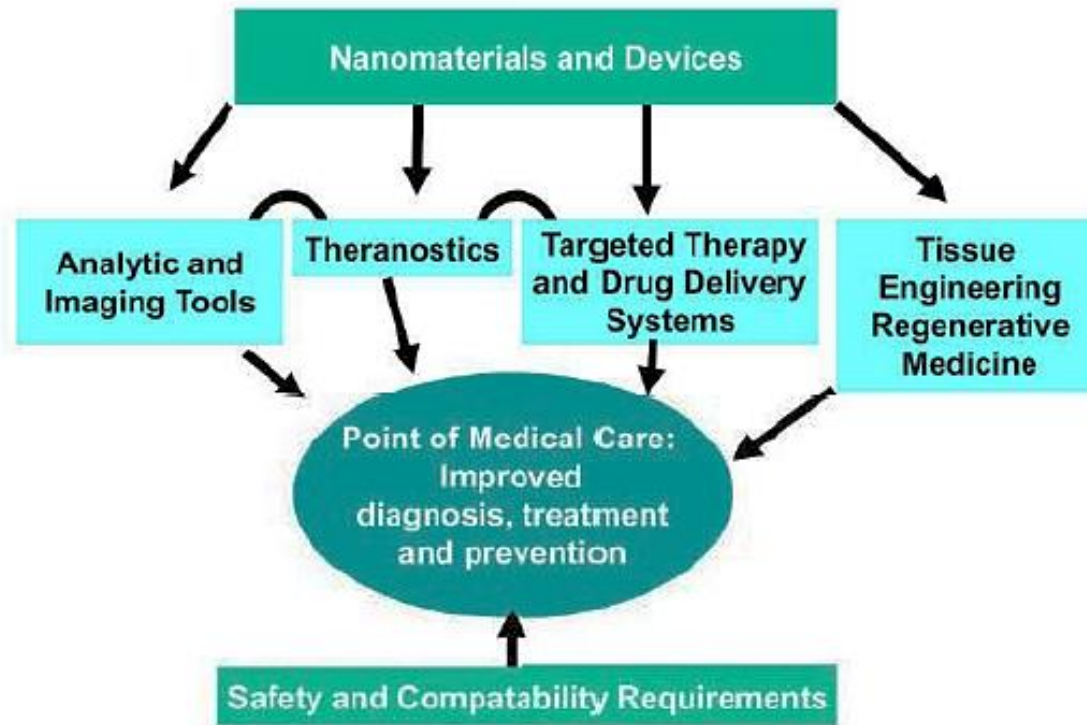 Nanomaterials and Devices
Analytic and
Imaging Tools
Theranostics
Targeted Therapy
and Drug Delivery
Systems
Tissue
Engineering
Regenerative
Medicine
Point of Medical Care:
Improved
diagnosis, treatment
and prevention
Safety and Compatability Requirements